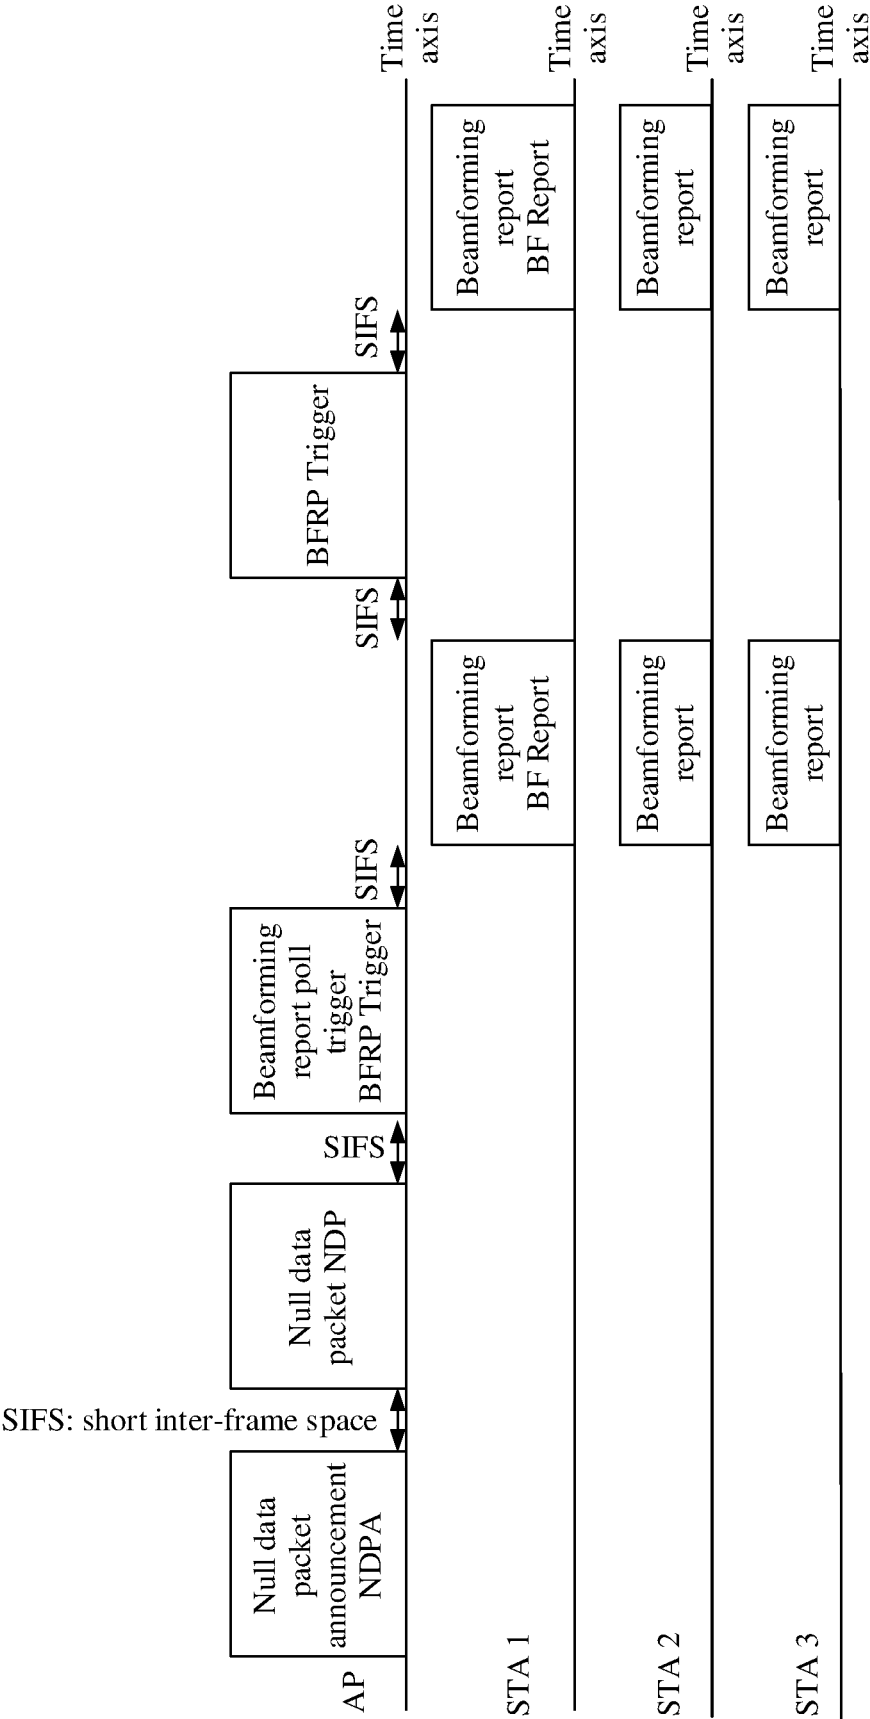 AP
Null data
packet
announcement
NDPA
SIFS: short inter-frame space
Null data
packet NDP
SIFS
Beamforming
report poll
trigger
BFRP Trigger
SIFS
SIFS
BFRP Trigger
SIFS
Time
axis
STA 1
Beamforming
report
BF Report
Beamforming
report
BF Report
Time
axis
STA 2
Beamforming
report
Beamforming
report
Time
axis
STA 3
Beamforming
report
Beamforming
report
Time
axis